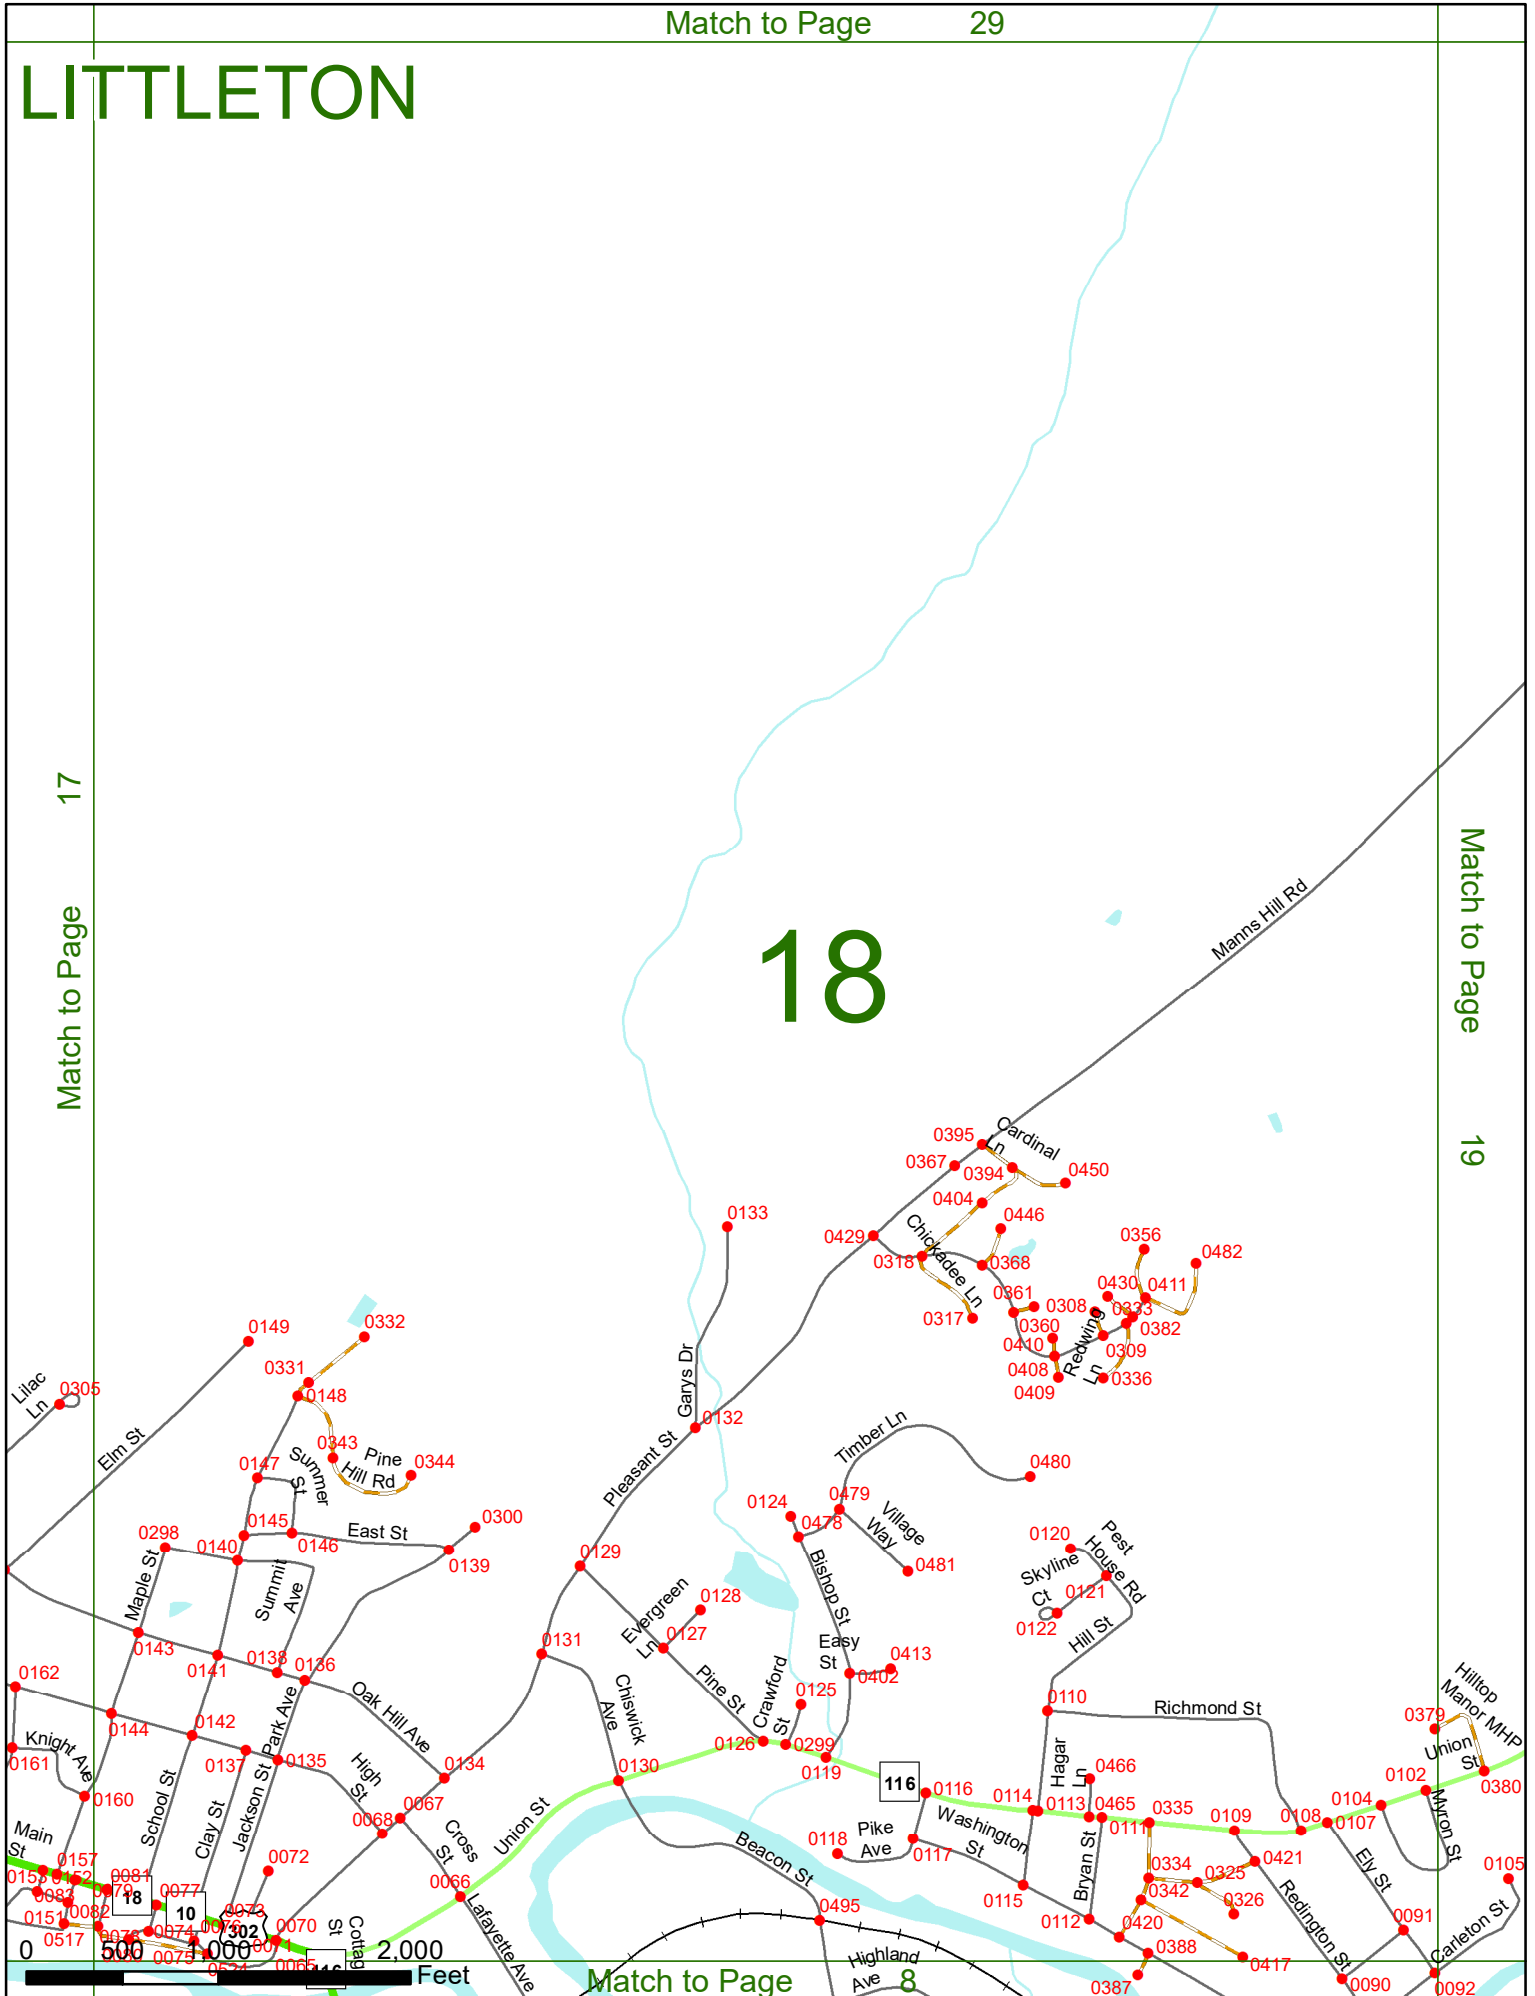 Match to Page 29
LITTLETON
Match to Page 17
Match to Page 19
18
Manns Hill Rd
0395
Cardinal
Ln
0367
0394
0450
0404
0133
0446
0429
Chickadee Ln
0356
0482
0318
0368
0430
0411
0361
0308
0333
0317
0360
0382
0332
0149
0410
Redwing
Ln
0309
0331
0408
0336
0409
Lilac
Ln
0305
0148
Garys Dr
0132
Elm St
0343
Pine
Hill Rd
0344
Summer
St
Pleasant St
Timber Ln
0147
0480
0479
0124
Village
Way
0478
0300
0145
East St
0298
0146
0140
0139
0129
0120
Pest
House Rd
Skyline
Ct
0121
0481
Bishop St
Maple St
Summit
Ave
Evergreen
Ln
0128
0122
0127
Hill St
0143
0131
Easy
St
0413
0141
0138
0136
0402
0162
Pine St
Crawford
St
0125
Chiswick
Ave
Oak Hill Ave
0110
Richmond St
Hilltop
Manor MHP
0379
0144
0142
Park Ave
0126
0299
0119
Knight Ave
0161
0137
0135
High
St
0134
0130
Hagar
Ln
0466
Union
St
0380
116
0116
0102
0160
0114
0113
0465
0335
0104
School St
Clay St
Jackson St
0067
0068
Cross
St
Union St
0111
0109
0108
0107
Myron St
Main
St
Pike
Ave
0118
0117
Washington
St
Beacon St
Bryan St
0157
0072
0153
0152
0081
0079
0334
0325
0421
Ely St
0105
0083
18
0077
10
0066
Lafayette Ave
0115
0342
0326
Redington St
0082
0073
0151
0076
302
0070
St
Cottag
0495
0112
0420
0091
Carleton St
0517
0074
0071
0388
0075
0065
Highland
Ave
0417
0387
0090
0092
0 500 1,000 2,000
Feet
Match to Page 8